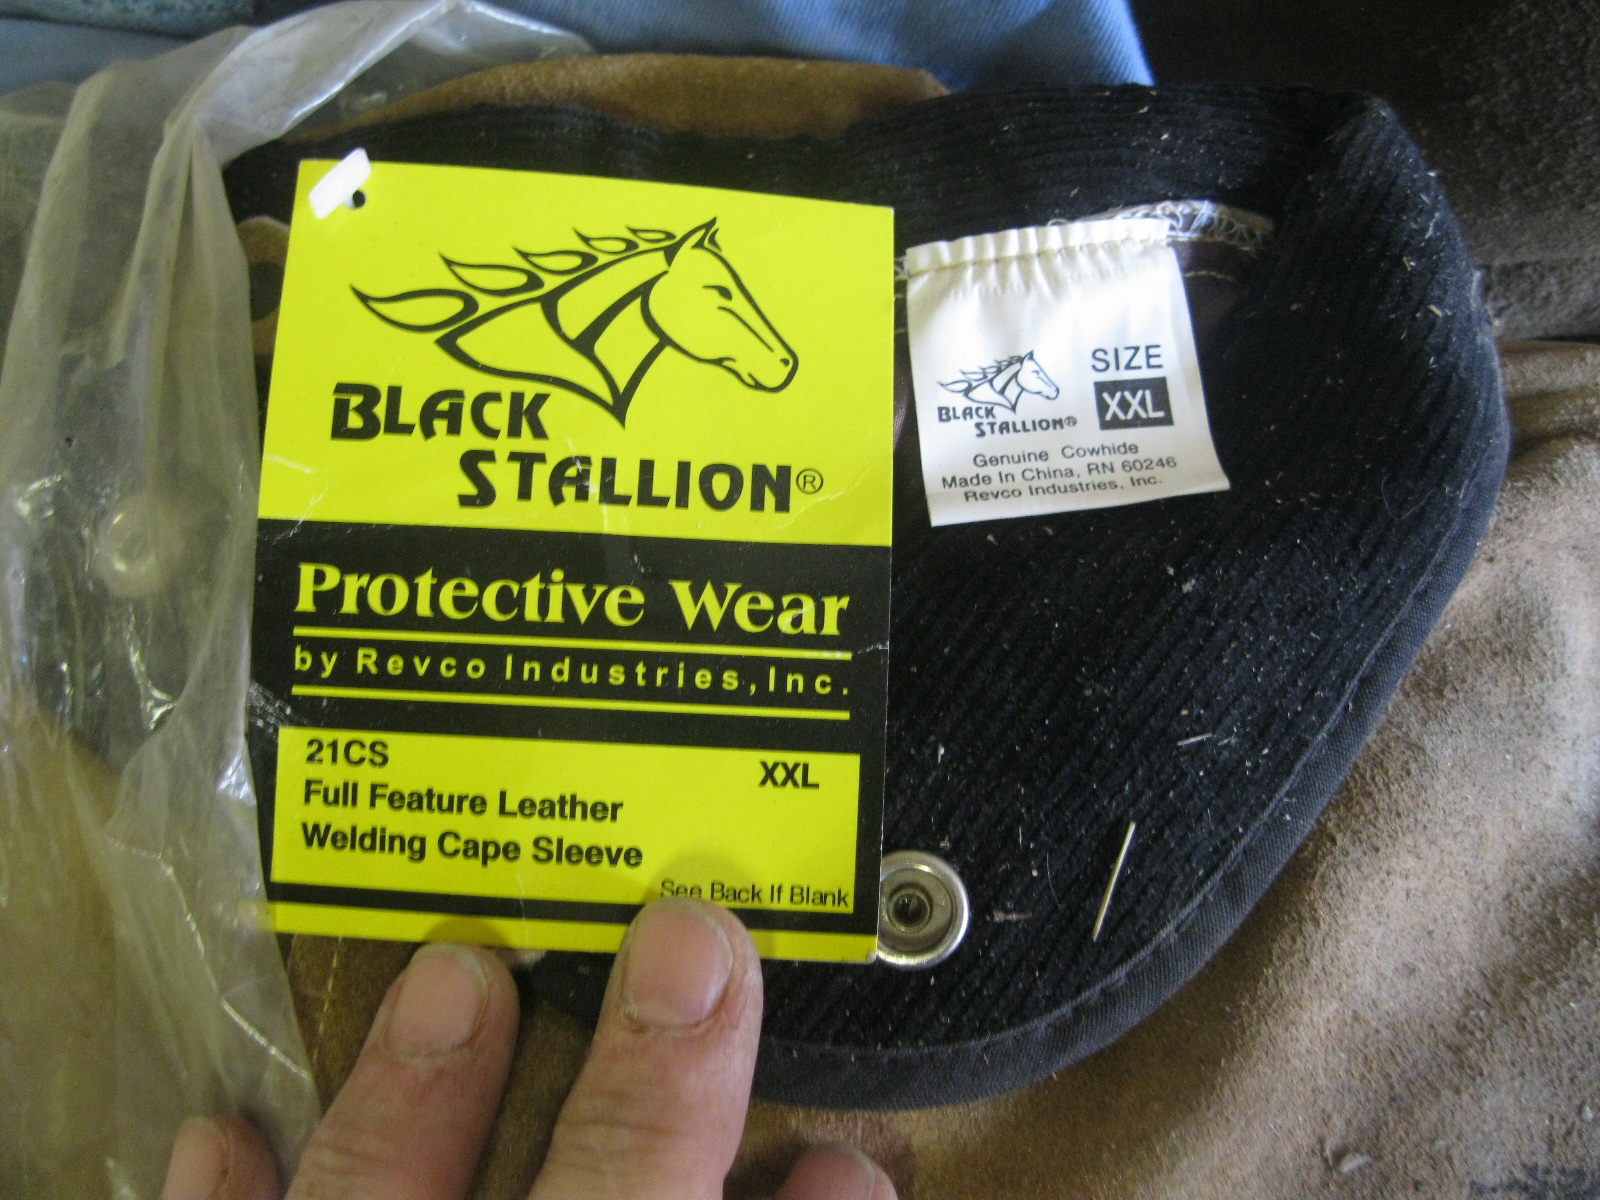 BLACK
STALLION®
Protective Wear
by Revco Industries, Inc.
21CS
XXL
Full Feature Leather
Welding Cape Sleeve
See Back If Blank
SIZE
XXL
BLACK
STALLION®
Genuine Cowhide
Made In China, RN 60246
Revco Industries, Inc.